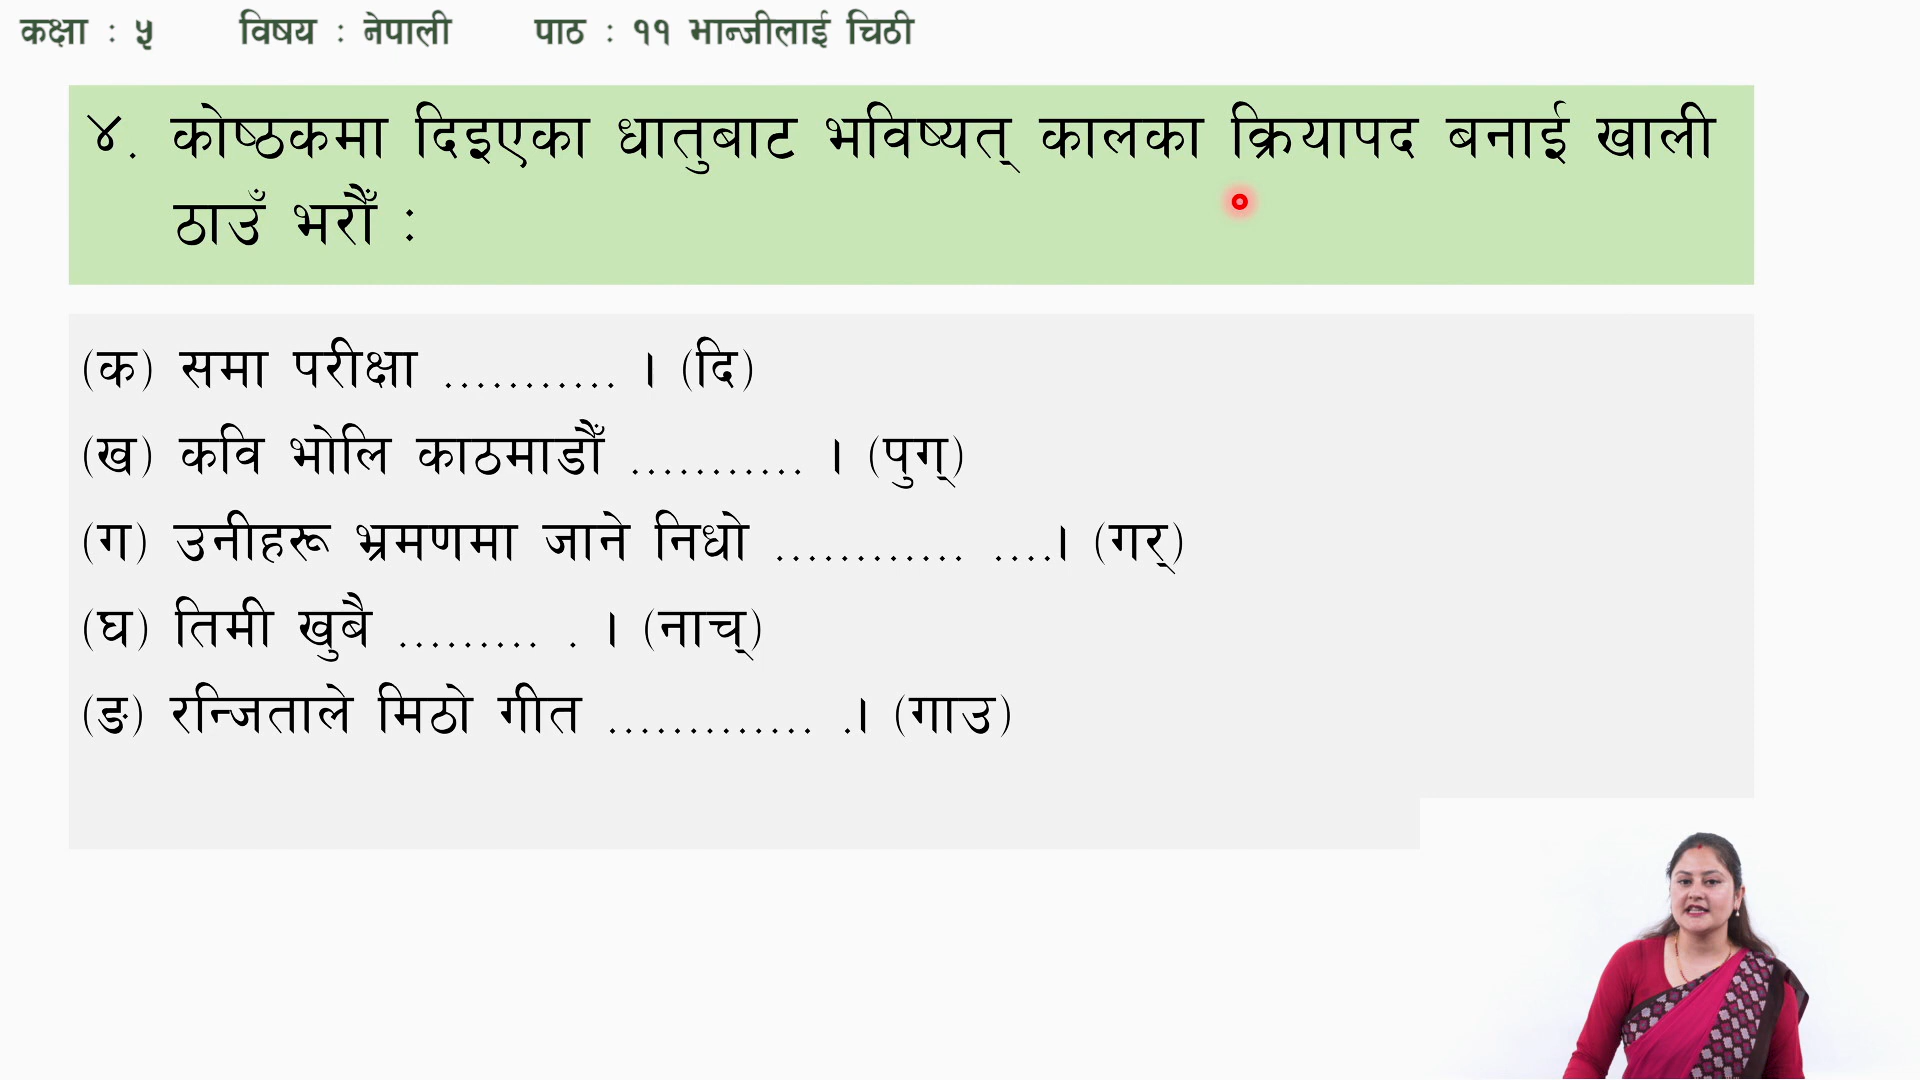 कक्षा : ५ विषय : नेपाली पाठ : ११ भान्जीलाई चिठी
४. कोष्ठकमा दिइएका धातुबाट भविष्यत् कालका क्रियापद बनाई खाली
ठाउँ भरौँ :
(क) समा परीक्षा ........... । (दि)
(ख) कवि भोलि काठमाडौँ ........... । (पुग्)
(ग) उनीहरू भ्रमणमा जाने निधो ............ ....। (गर्)
(घ) तिमी खुबै ......... . । (नाच्)
(ङ) रन्जिताले मिठो गीत ............. .। (गाउ)